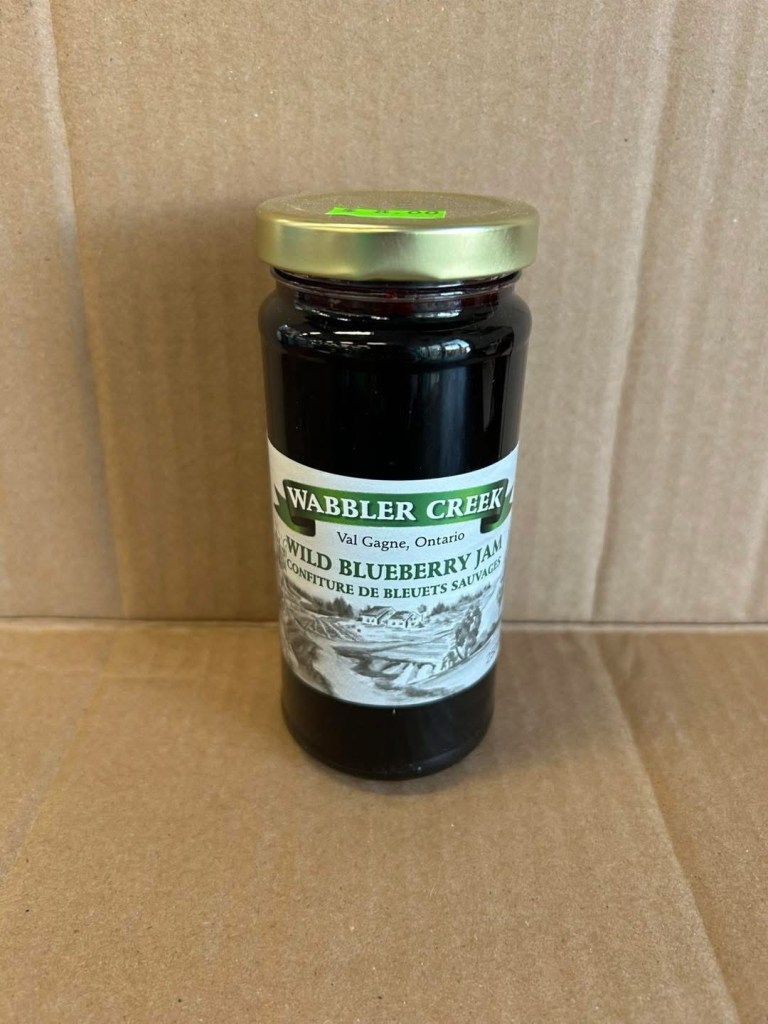 WABBLER CREEK
Val Gagne, Ontario
WILD BLUEBERRY JAM
CONFITURE DE BLEUETS SAUVAGES